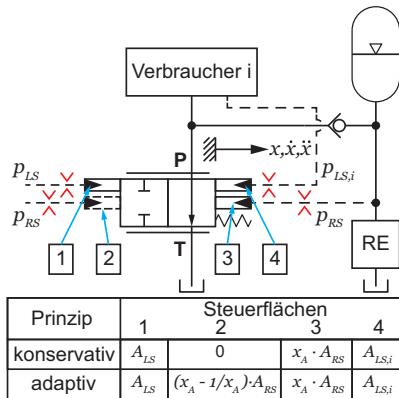 Verbraucher i
x,ẋ,ẍ
p_LS
P
p_LS,i
p_RS
p_RS
T
1 2 3 4
RE
Prinzip Steuerflächen
1 2 3 4
konservativ A_LS 0 x_A · A_RS A_LS,i
adaptiv A_LS (x_A - 1/x_A)·A_RS x_A · A_RS A_LS,i